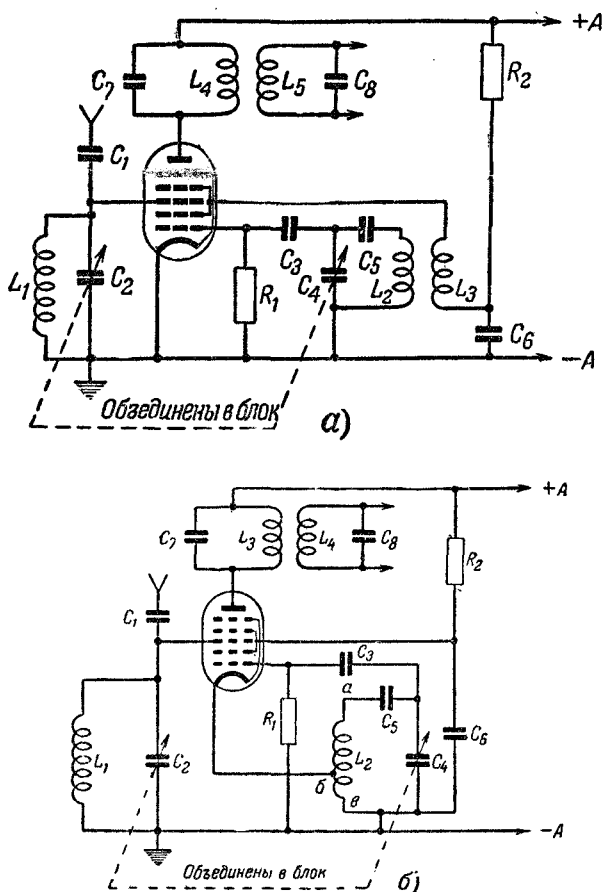 +A
C₇ L₄ L₅ C₈ R₂
C₁
L₁ C₂ R₁ C₃ C₄ C₅ L₂ L₃
C₆
−A
Объединены в блок
а)
+A
C₇ L₃ L₄ C₈
R₂
C₁
C₃
а
C₅
L₁ C₂ R₁ L₂ C₄ C₆
б
в
−A
Объединены в блок
б)